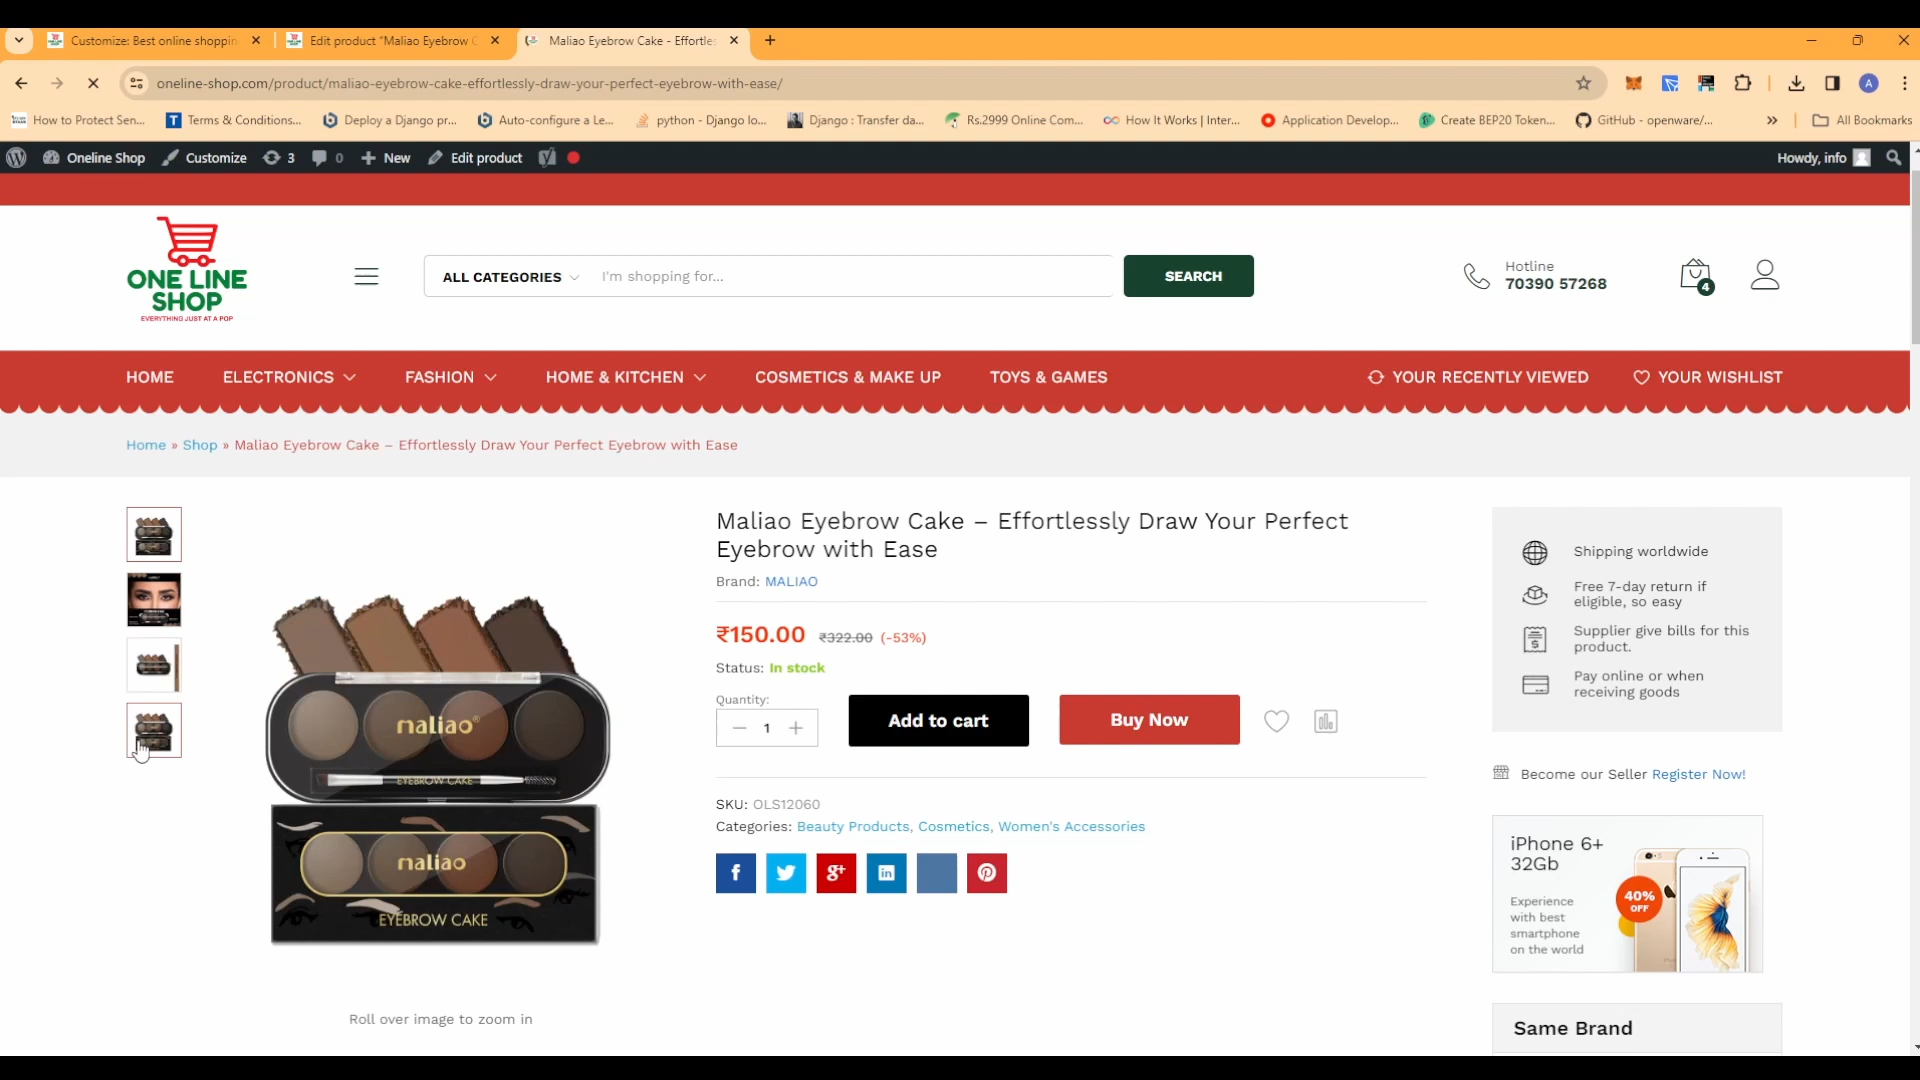 Customize: Best online shoppin
Edit product "Maliao Eyebrow C
Maliao Eyebrow Cake - Effortles
oneline-shop.com/product/maliao-eyebrow-cake-effortlessly-draw-your-perfect-eyebrow-with-ease/
How to Protect Sen...
Terms & Conditions...
Deploy a Django pr...
Auto-configure a Le...
python - Django lo...
Django : Transfer da...
Rs.2999 Online Com...
How It Works | Inter...
Application Develop...
Create BEP20 Token...
GitHub - openware/...
All Bookmarks
Oneline Shop
Customize
3
0
New
Edit product
Howdy, info
ONE LINE
SHOP
EVERYTHING JUST AT A POP
ALL CATEGORIES
I'm shopping for...
SEARCH
Hotline
70390 57268
4
HOME
ELECTRONICS
FASHION
HOME & KITCHEN
COSMETICS & MAKE UP
TOYS & GAMES
YOUR RECENTLY VIEWED
YOUR WISHLIST
Home » Shop » Maliao Eyebrow Cake – Effortlessly Draw Your Perfect Eyebrow with Ease
maliao®
EYEBROW CAKE
maliao
EYEBROW CAKE
Roll over image to zoom in
Maliao Eyebrow Cake – Effortlessly Draw Your Perfect
Eyebrow with Ease
Brand: MALIAO
₹150.00 ₹322.00 (-53%)
Status: In stock
Quantity:
1
Add to cart
Buy Now
SKU: OLS12060
Categories: Beauty Products, Cosmetics, Women's Accessories
Shipping worldwide
Free 7-day return if
eligible, so easy
Supplier give bills for this
product.
Pay online or when
receiving goods
Become our Seller Register Now!
iPhone 6+
32Gb
Experience
with best
smartphone
on the world
40%
OFF
Same Brand